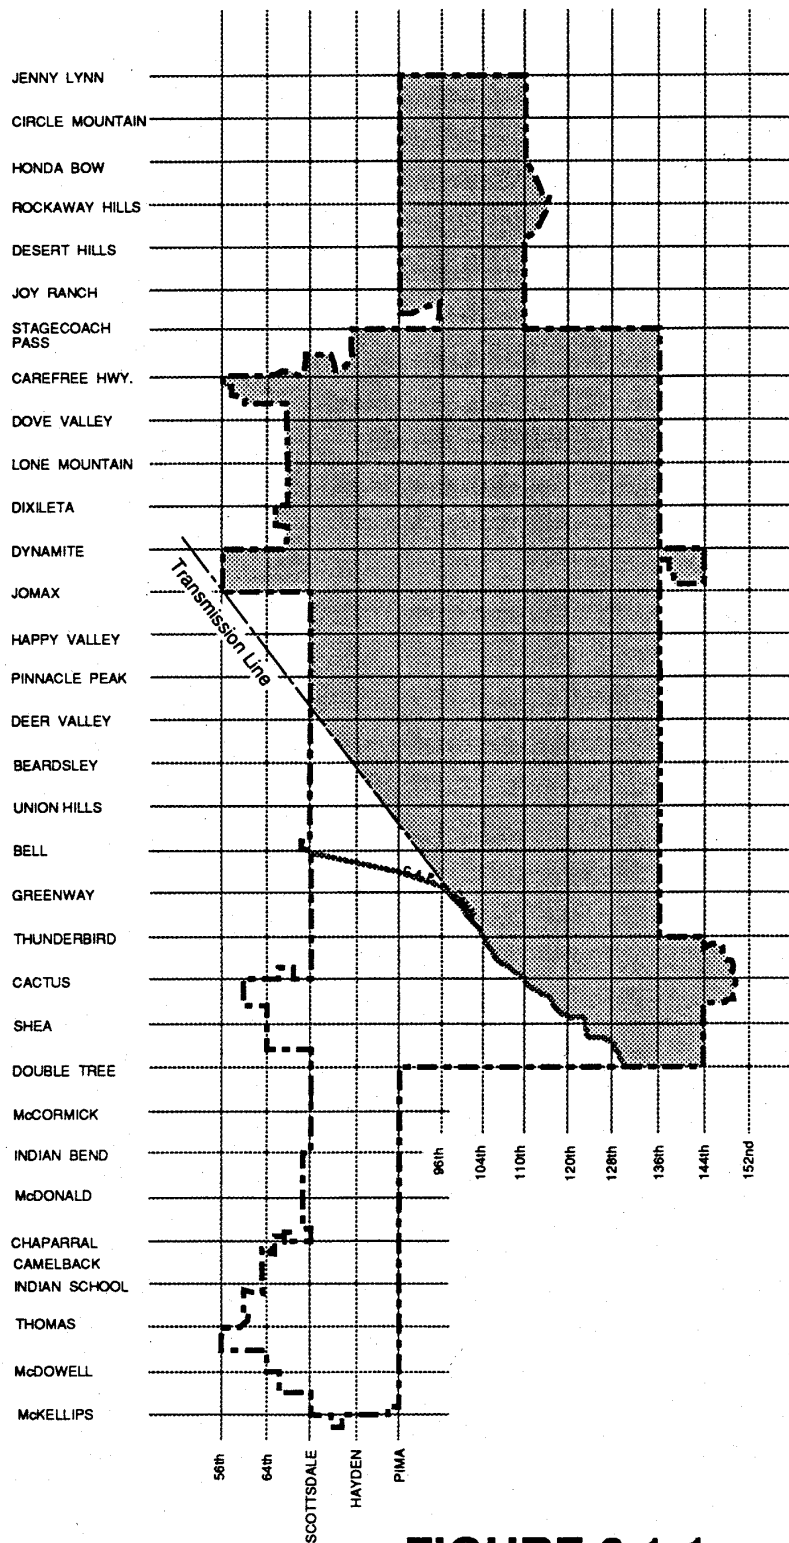 JENNY LYNN
CIRCLE MOUNTAIN
HONDA BOW
ROCKAWAY HILLS
DESERT HILLS
JOY RANCH
STAGECOACH
PASS
CAREFREE HWY.
DOVE VALLEY
LONE MOUNTAIN
DIXILETA
DYNAMITE
JOMAX
Transmission Line
HAPPY VALLEY
PINNACLE PEAK
DEER VALLEY
BEARDSLEY
UNION HILLS
BELL
GREENWAY
THUNDERBIRD
CACTUS
SHEA
DOUBLE TREE
McCORMICK
INDIAN BEND
McDONALD
CHAPARRAL
CAMELBACK
INDIAN SCHOOL
THOMAS
McDOWELL
McKELLIPS
96th
104th
110th
120th
128th
136th
144th
152nd
56th
64th
SCOTTSDALE
HAYDEN
PIMA